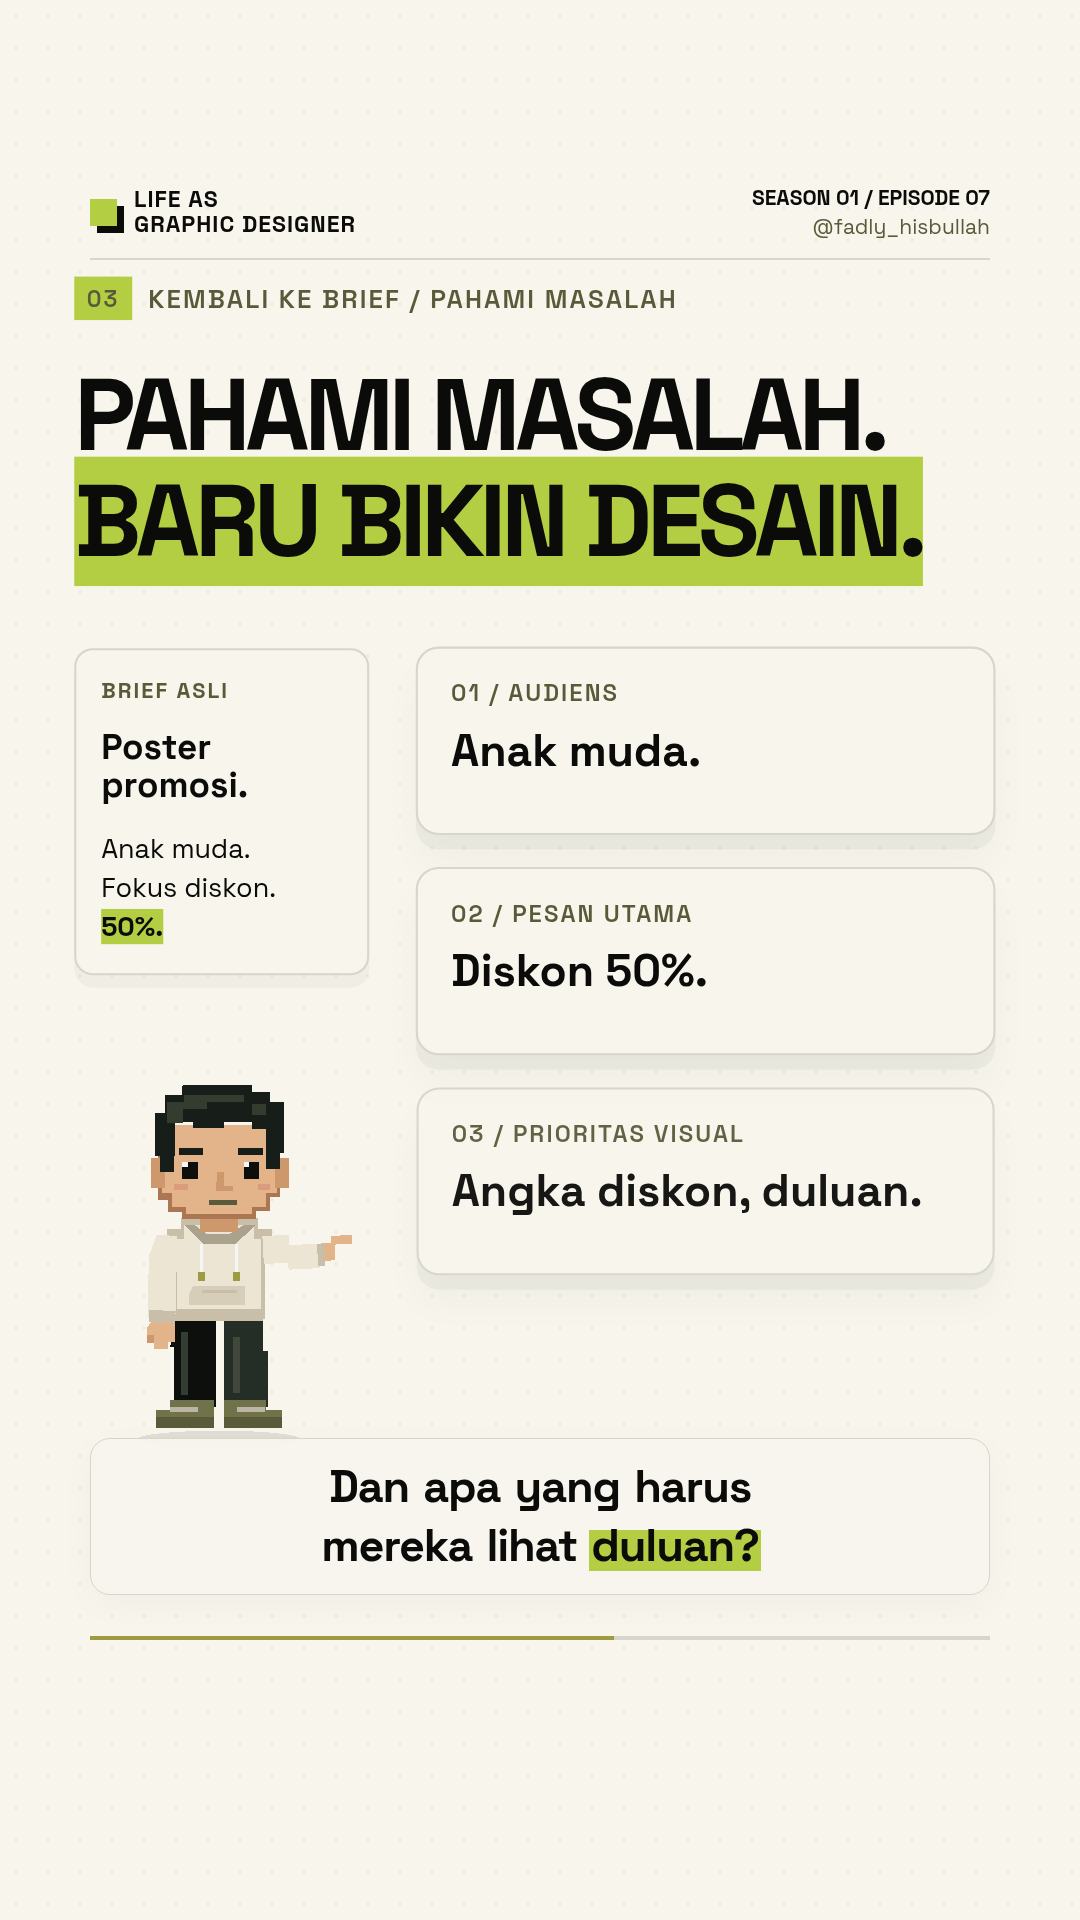 LIFE AS
GRAPHIC DESIGNER
SEASON 01 / EPISODE 07
@fadly_hisbullah
03 KEMBALI KE BRIEF / PAHAMI MASALAH
PAHAMI MASALAH.
BARU BIKIN DESAIN.
BRIEF ASLI
Poster
promosi.
Anak muda.
Fokus diskon.
50%.
01 / AUDIENS
Anak muda.
02 / PESAN UTAMA
Diskon 50%.
03 / PRIORITAS VISUAL
Angka diskon, duluan.
Dan apa yang harus
mereka lihat duluan?